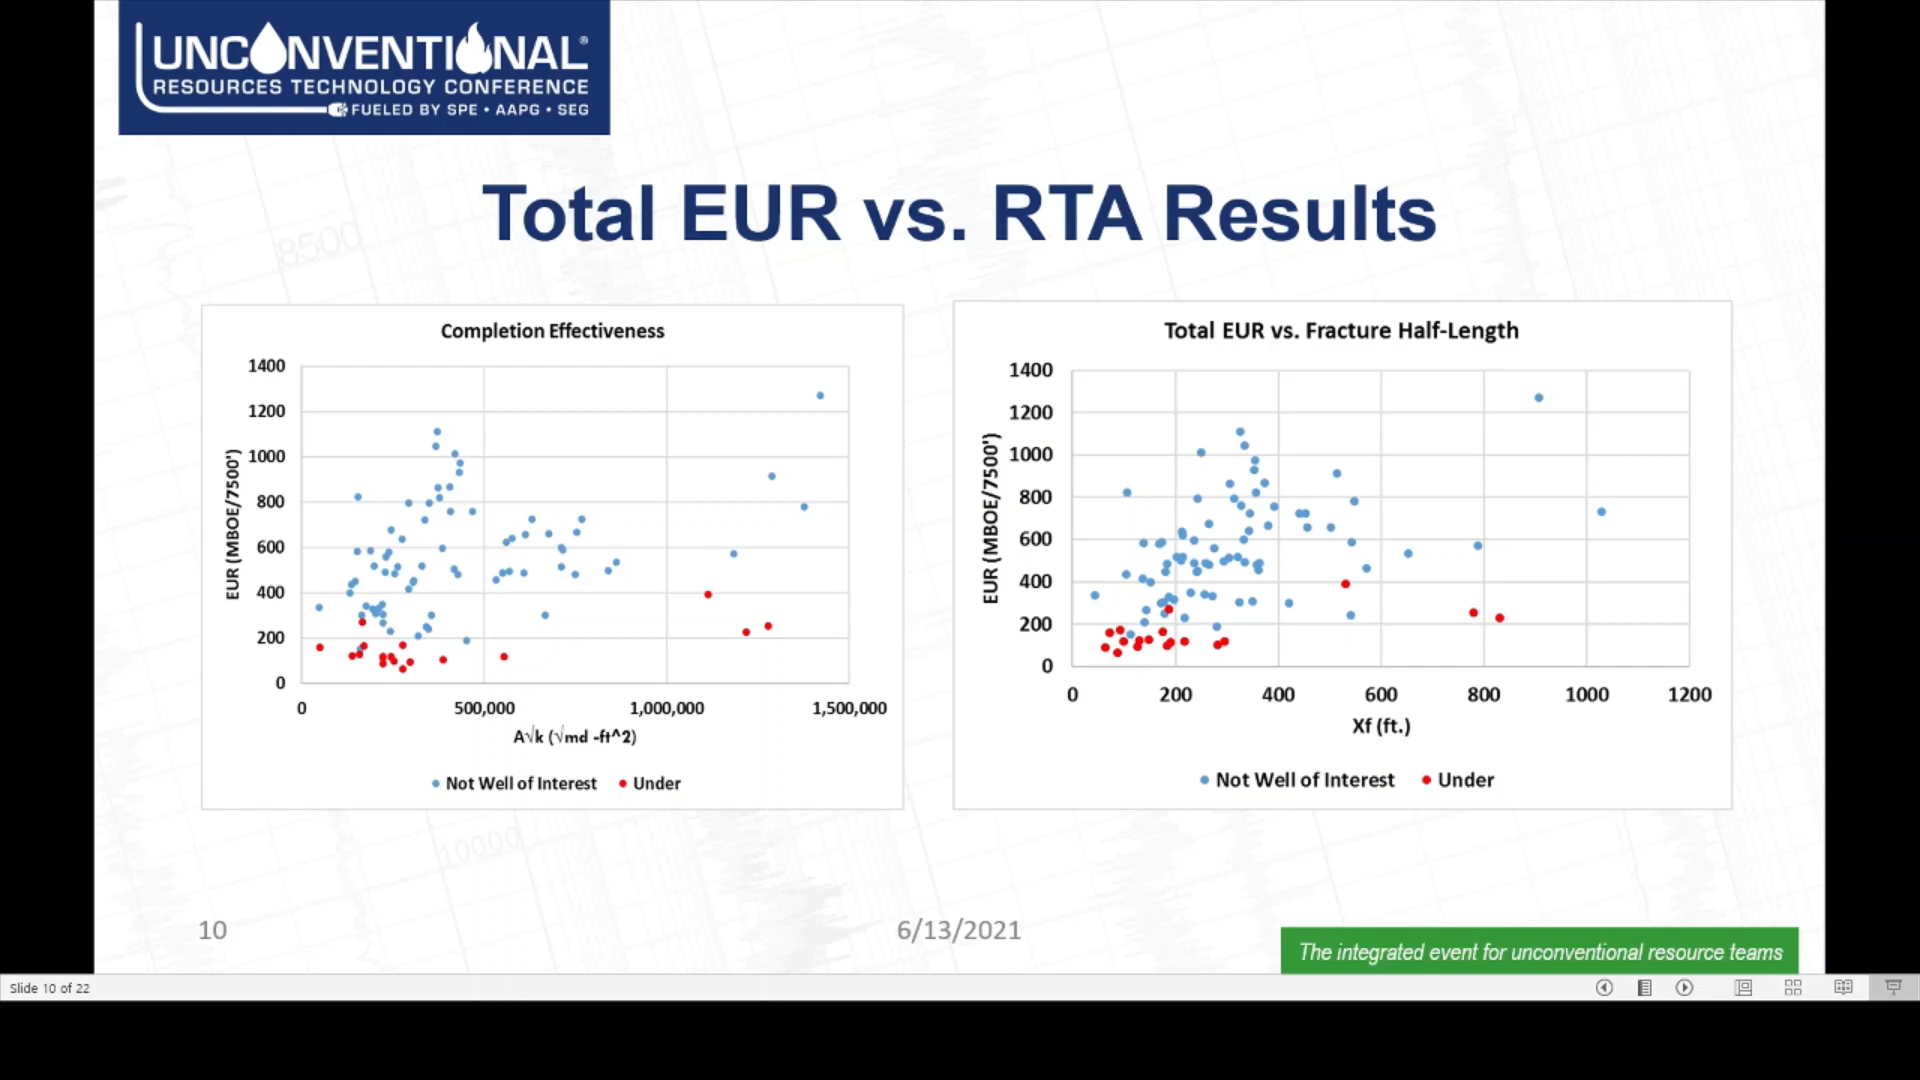 UNCONVENTIONAL®
RESOURCES TECHNOLOGY CONFERENCE
FUELED BY SPE • AAPG • SEG
Total EUR vs. RTA Results
8500
Completion Effectiveness
1400
1200
1000
800
600
400
200
0
EUR (MBOE/7500')
0 500,000 1,000,000 1,500,000
A√k (√md -ft^2)
Not Well of Interest Under
Total EUR vs. Fracture Half-Length
1400
1200
1000
800
600
400
200
0
EUR (MBOE/7500')
0 200 400 600 800 1000 1200
Xf (ft.)
Not Well of Interest Under
10000
10
6/13/2021
The integrated event for unconventional resource teams
Slide 10 of 22